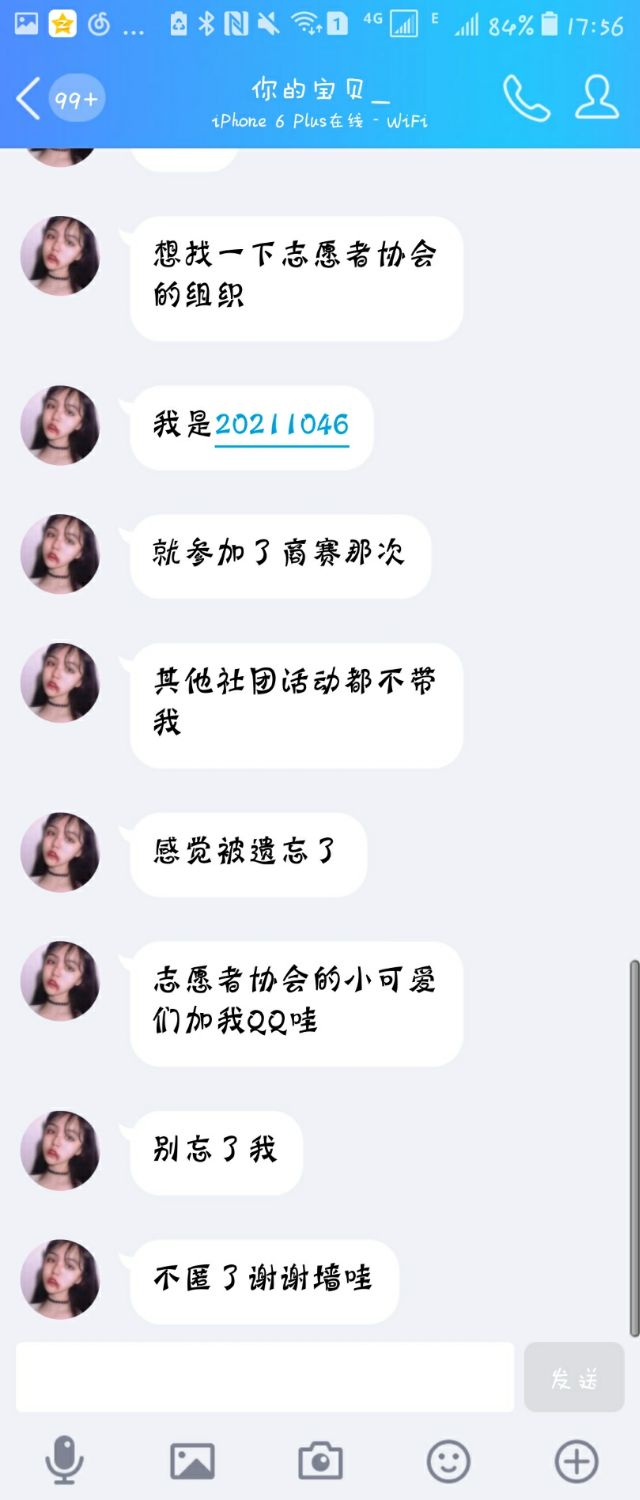 4G
E
84%
17:56
99+
你的宝贝_
iPhone 6 Plus在线 - WiFi
想找一下志愿者协会
的组织
我是20211046
就参加了商赛那次
其他社团活动都不带
我
感觉被遗忘了
志愿者协会的小可爱
们加我QQ哇
别忘了我
不匿了谢谢墙哇
发送